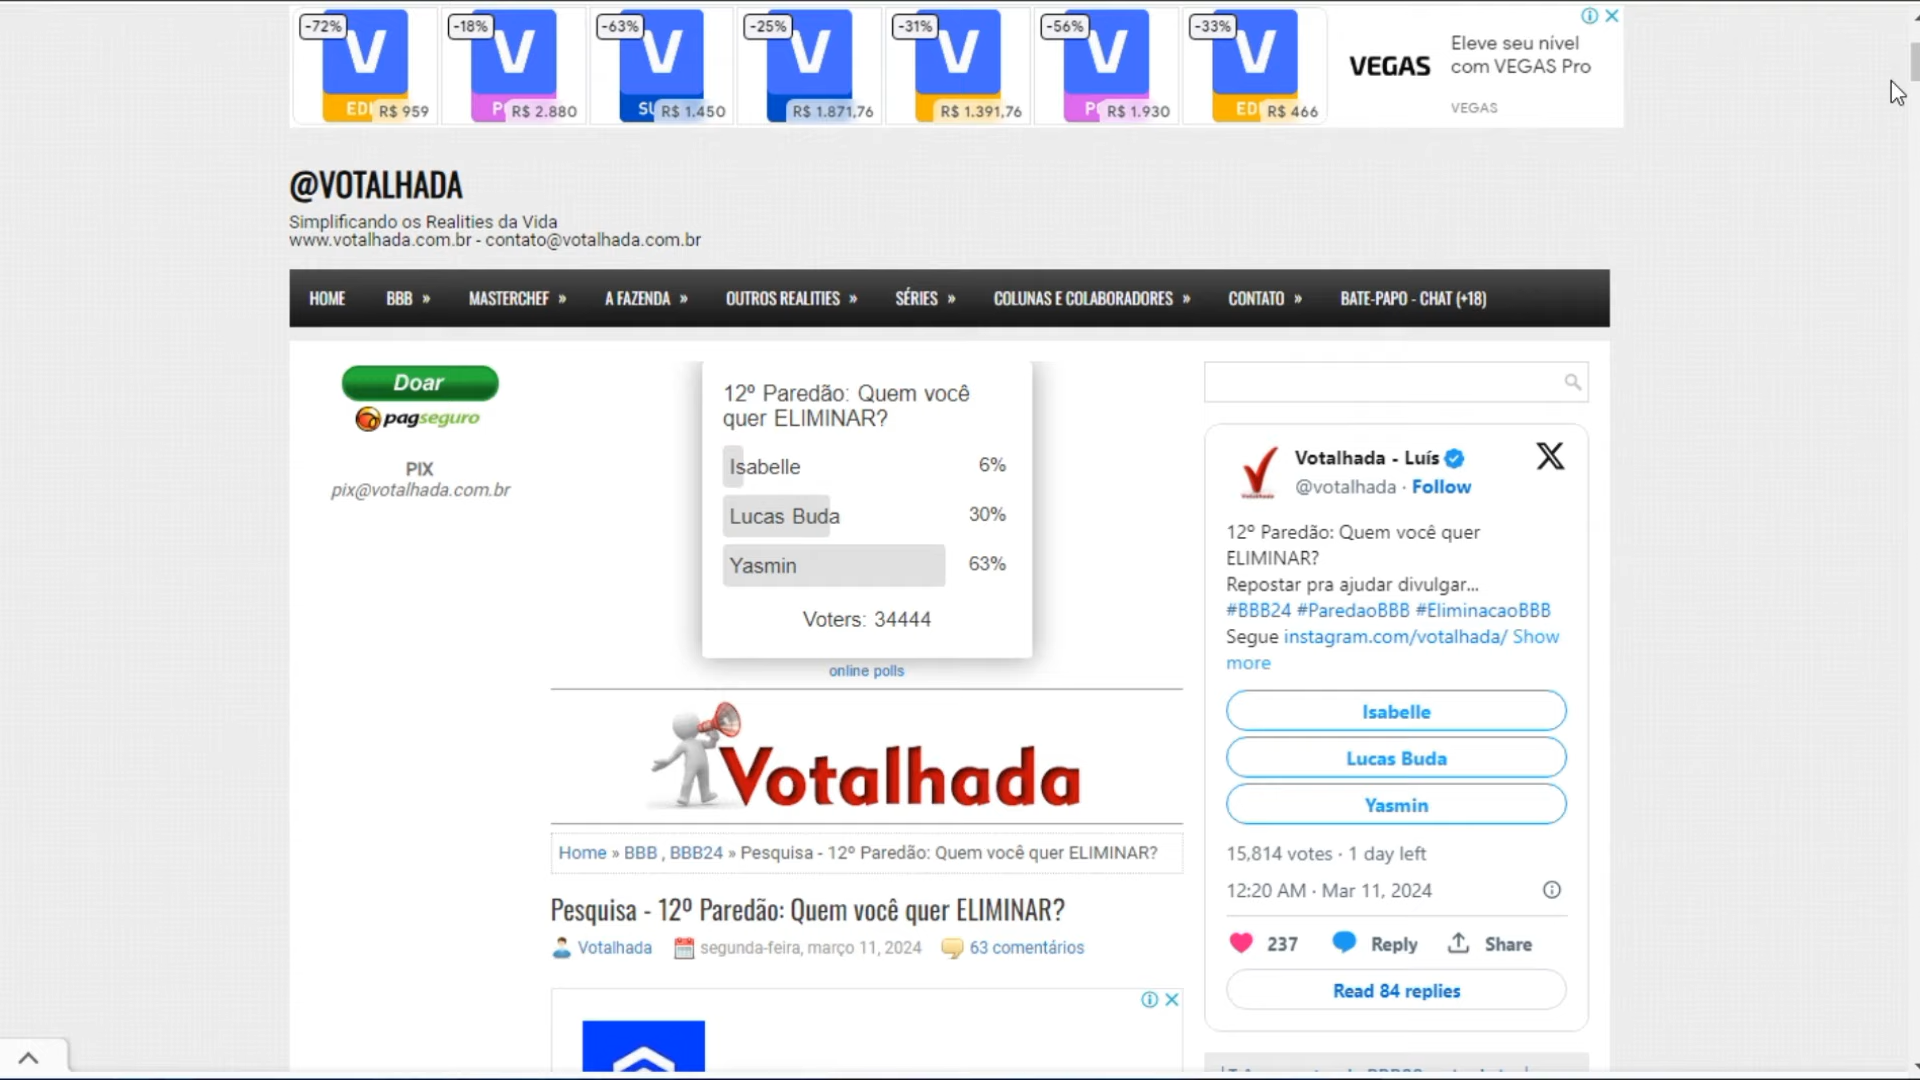 -72%
-18%
-63%
-25%
-31%
-56%
-33%
R$ 959
R$ 2.880
R$ 1.450
R$ 1.871,76
R$ 1.391,76
R$ 1.930
R$ 466
VEGAS
Eleve seu nível
com VEGAS Pro
VEGAS
@VOTALHADA
Simplificando os Realities da Vida
www.votalhada.com.br - contato@votalhada.com.br
HOME
BBB »
MASTERCHEF »
A FAZENDA »
OUTROS REALITIES »
SÉRIES »
COLUNAS E COLABORADORES »
CONTATO »
BATE-PAPO - CHAT (+18)
Doar
pagseguro
PIX
pix@votalhada.com.br
12º Paredão: Quem você
quer ELIMINAR?
Isabelle 6%
Lucas Buda 30%
Yasmin 63%
Voters: 34444
online polls
Votalhada
Home » BBB , BBB24 » Pesquisa - 12º Paredão: Quem você quer ELIMINAR?
Pesquisa - 12º Paredão: Quem você quer ELIMINAR?
Votalhada segunda-feira, março 11, 2024 63 comentários
Votalhada - Luís
@votalhada · Follow
12º Paredão: Quem você quer
ELIMINAR?
Repostar pra ajudar divulgar...
#BBB24 #ParedaoBBB #EliminacaoBBB
Segue instagram.com/votalhada/ Show
more
Isabelle
Lucas Buda
Yasmin
15,814 votes · 1 day left
12:20 AM · Mar 11, 2024
237 Reply Share
Read 84 replies